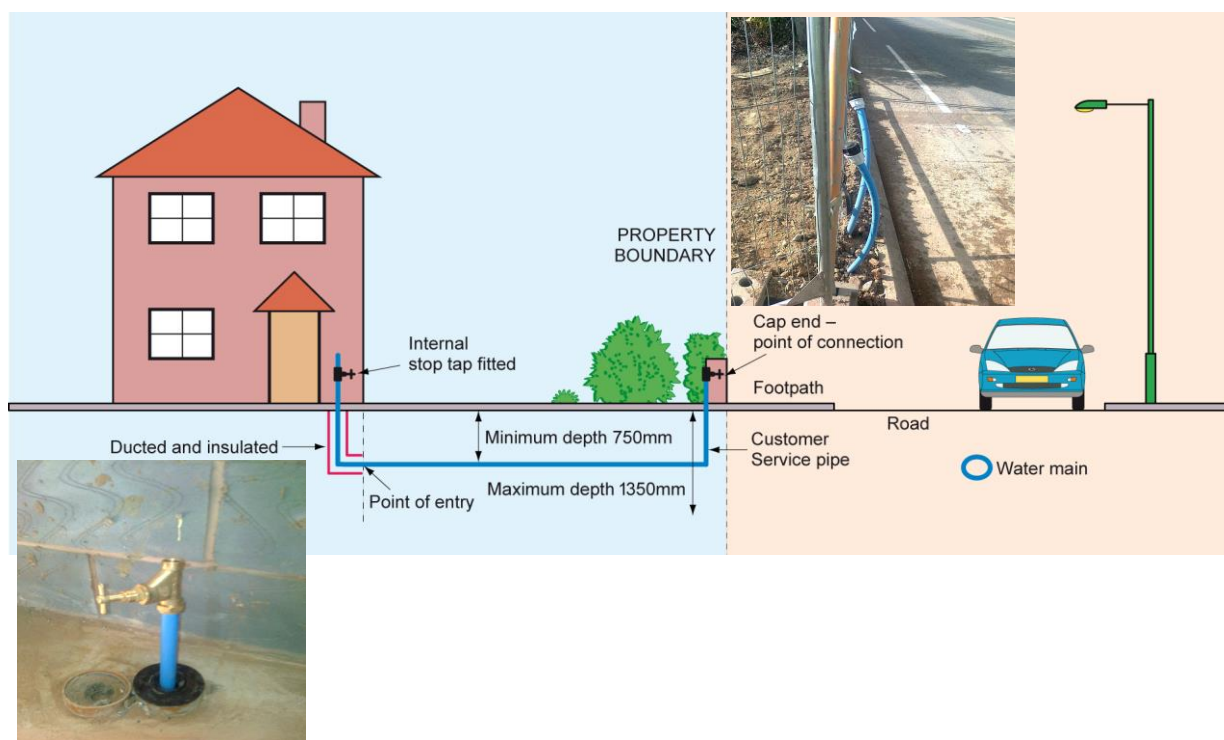 PROPERTY
BOUNDARY
Internal
stop tap fitted
Cap end –
point of connection
Footpath
Road
Ducted and insulated
Minimum depth 750mm
Customer
Service pipe
Water main
Maximum depth 1350mm
Point of entry